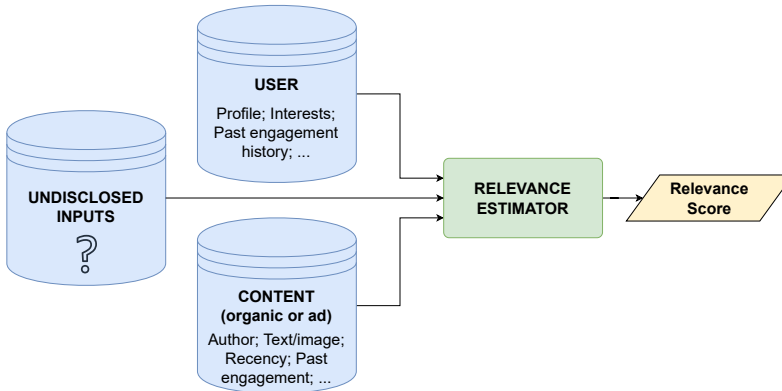 USER
Profile; Interests;
Past engagement
history; ...
UNDISCLOSED
INPUTS
?
RELEVANCE
ESTIMATOR
Relevance
Score
CONTENT
(organic or ad)
Author; Text/image;
Recency; Past
engagement; ...